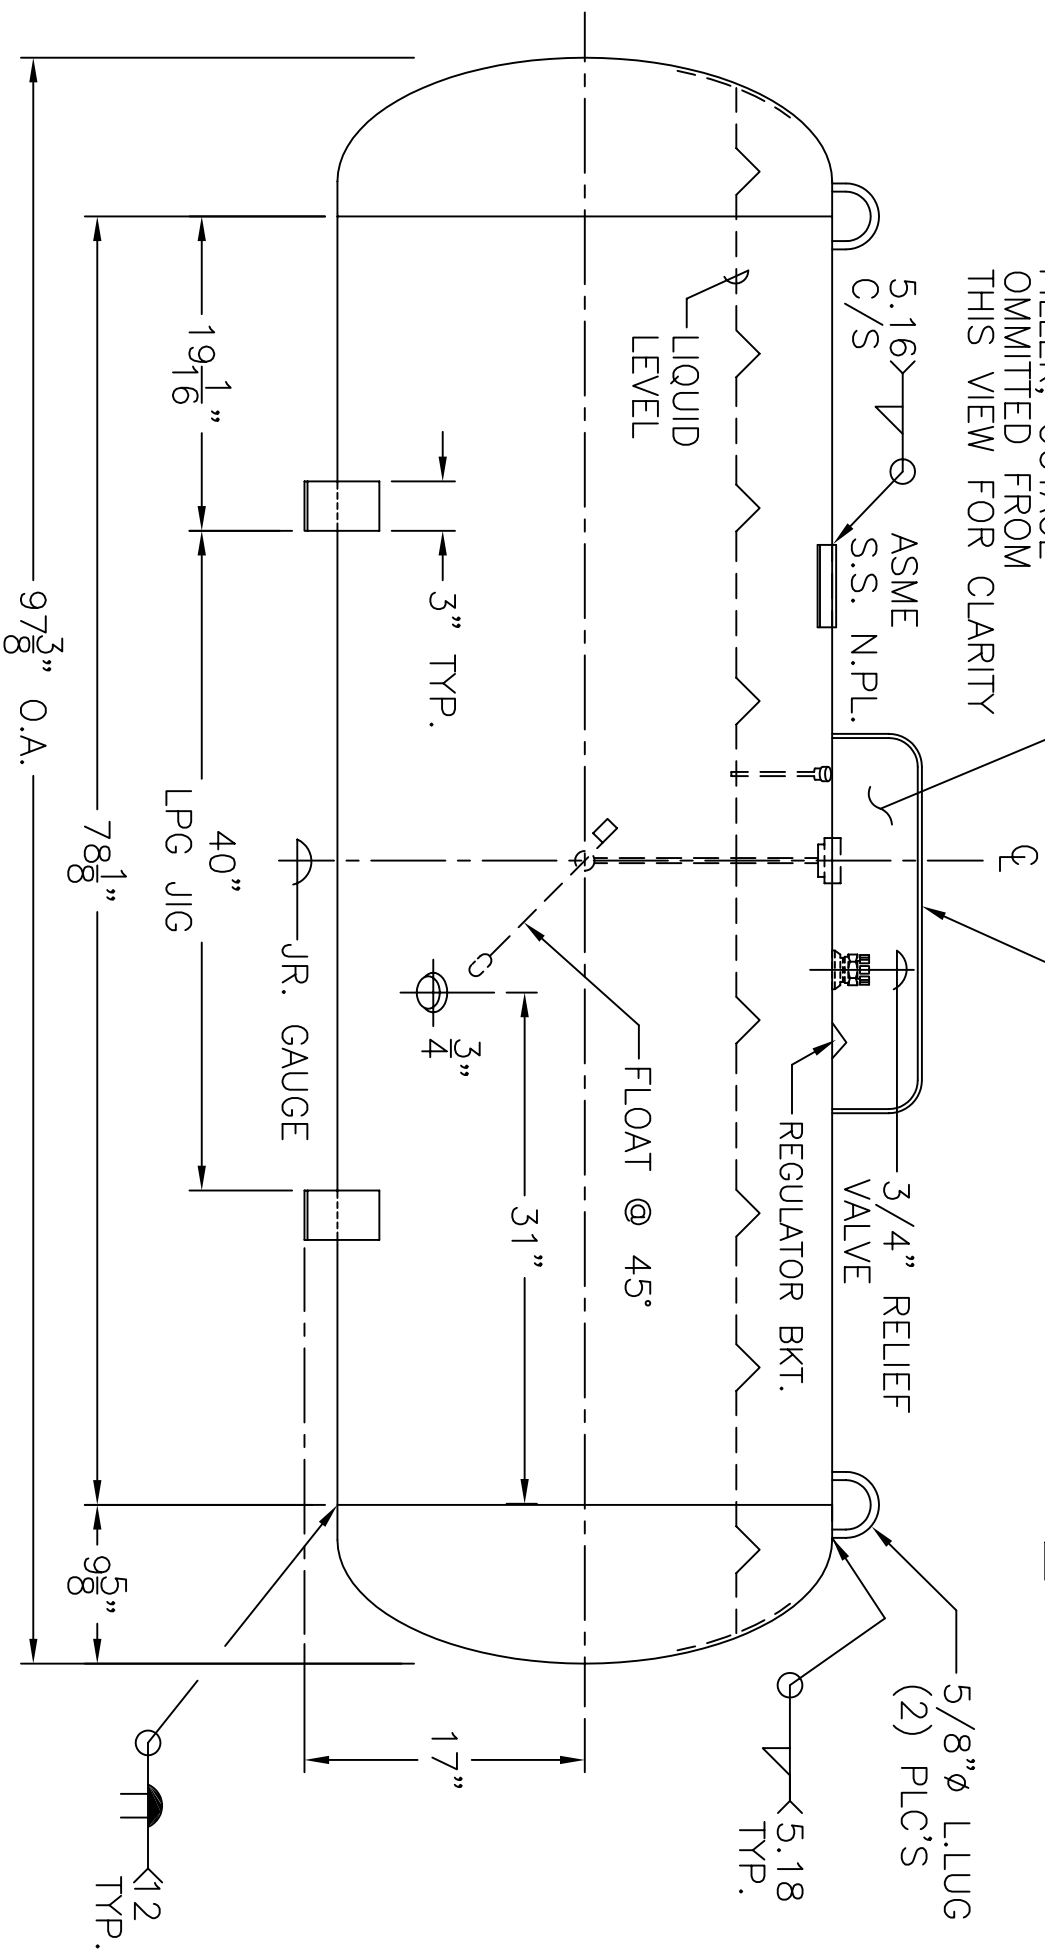 OMMITTED FROM
THIS VIEW FOR CLARITY
5.16
C/S
ASME
S.S. N.PL.
℄
5/8"ø L.LUG
(2) PLC'S
3/4" RELIEF
VALVE
REGULATOR BKT.
5.18
TYP.
LIQUID
LEVEL
FLOAT @ 45°
31"
3/4"
3" TYP.
17"
JR. GAUGE
19 1/16"
40"
LPG JIG
78 1/8"
9 5/8"
97 3/8" O.A.
12
TYP.